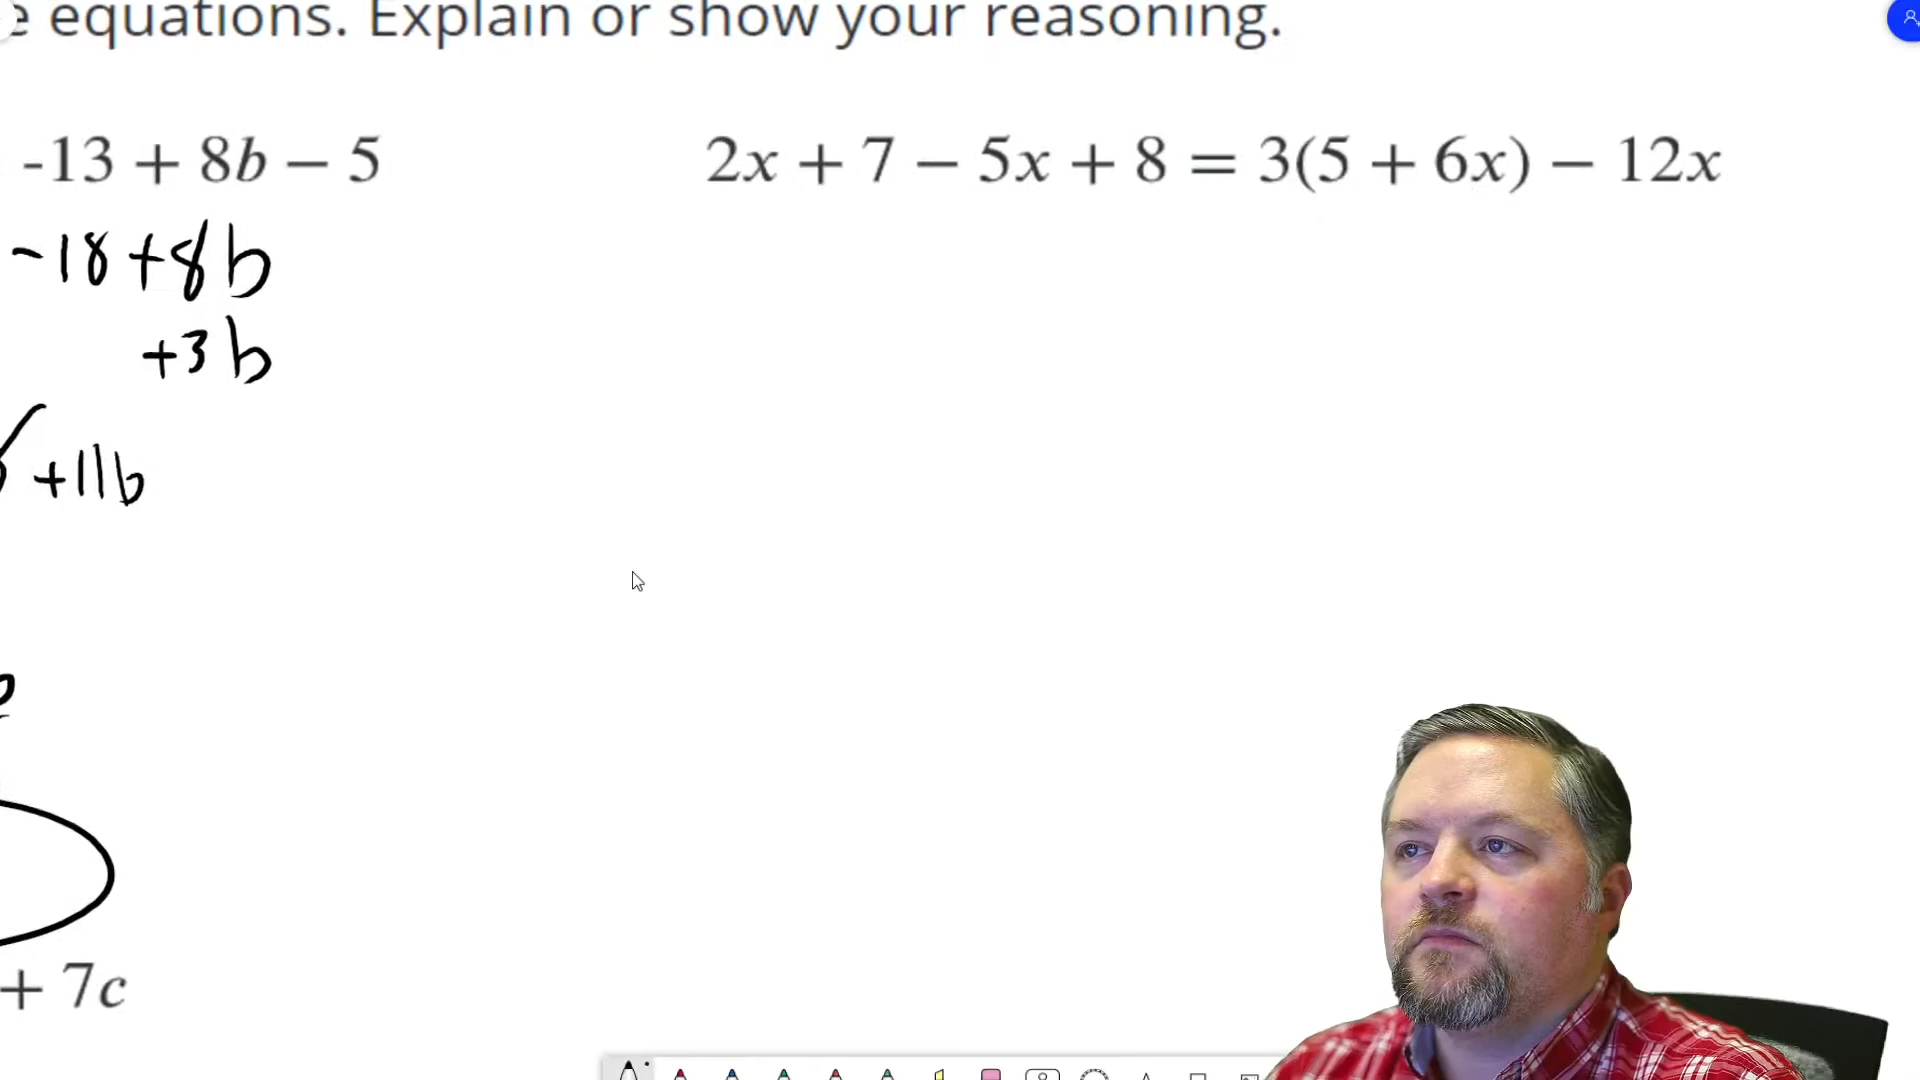 equations. Explain or show your reasoning.
-13 + 8b − 5
2x + 7 − 5x + 8 = 3(5 + 6x) − 12x
-18 +8b
+3b
+11b
+ 7c